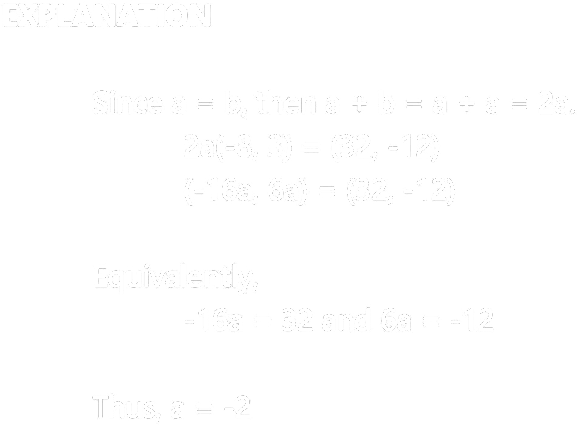 EXPLANATION
Since a = b, then a + b = a + a = 2a.
2a(-8, 3) = (32, -12)
(-16a, 6a) = (32, -12)
Equivalently,
-16a = 32 and 6a = -12
Thus, a = -2